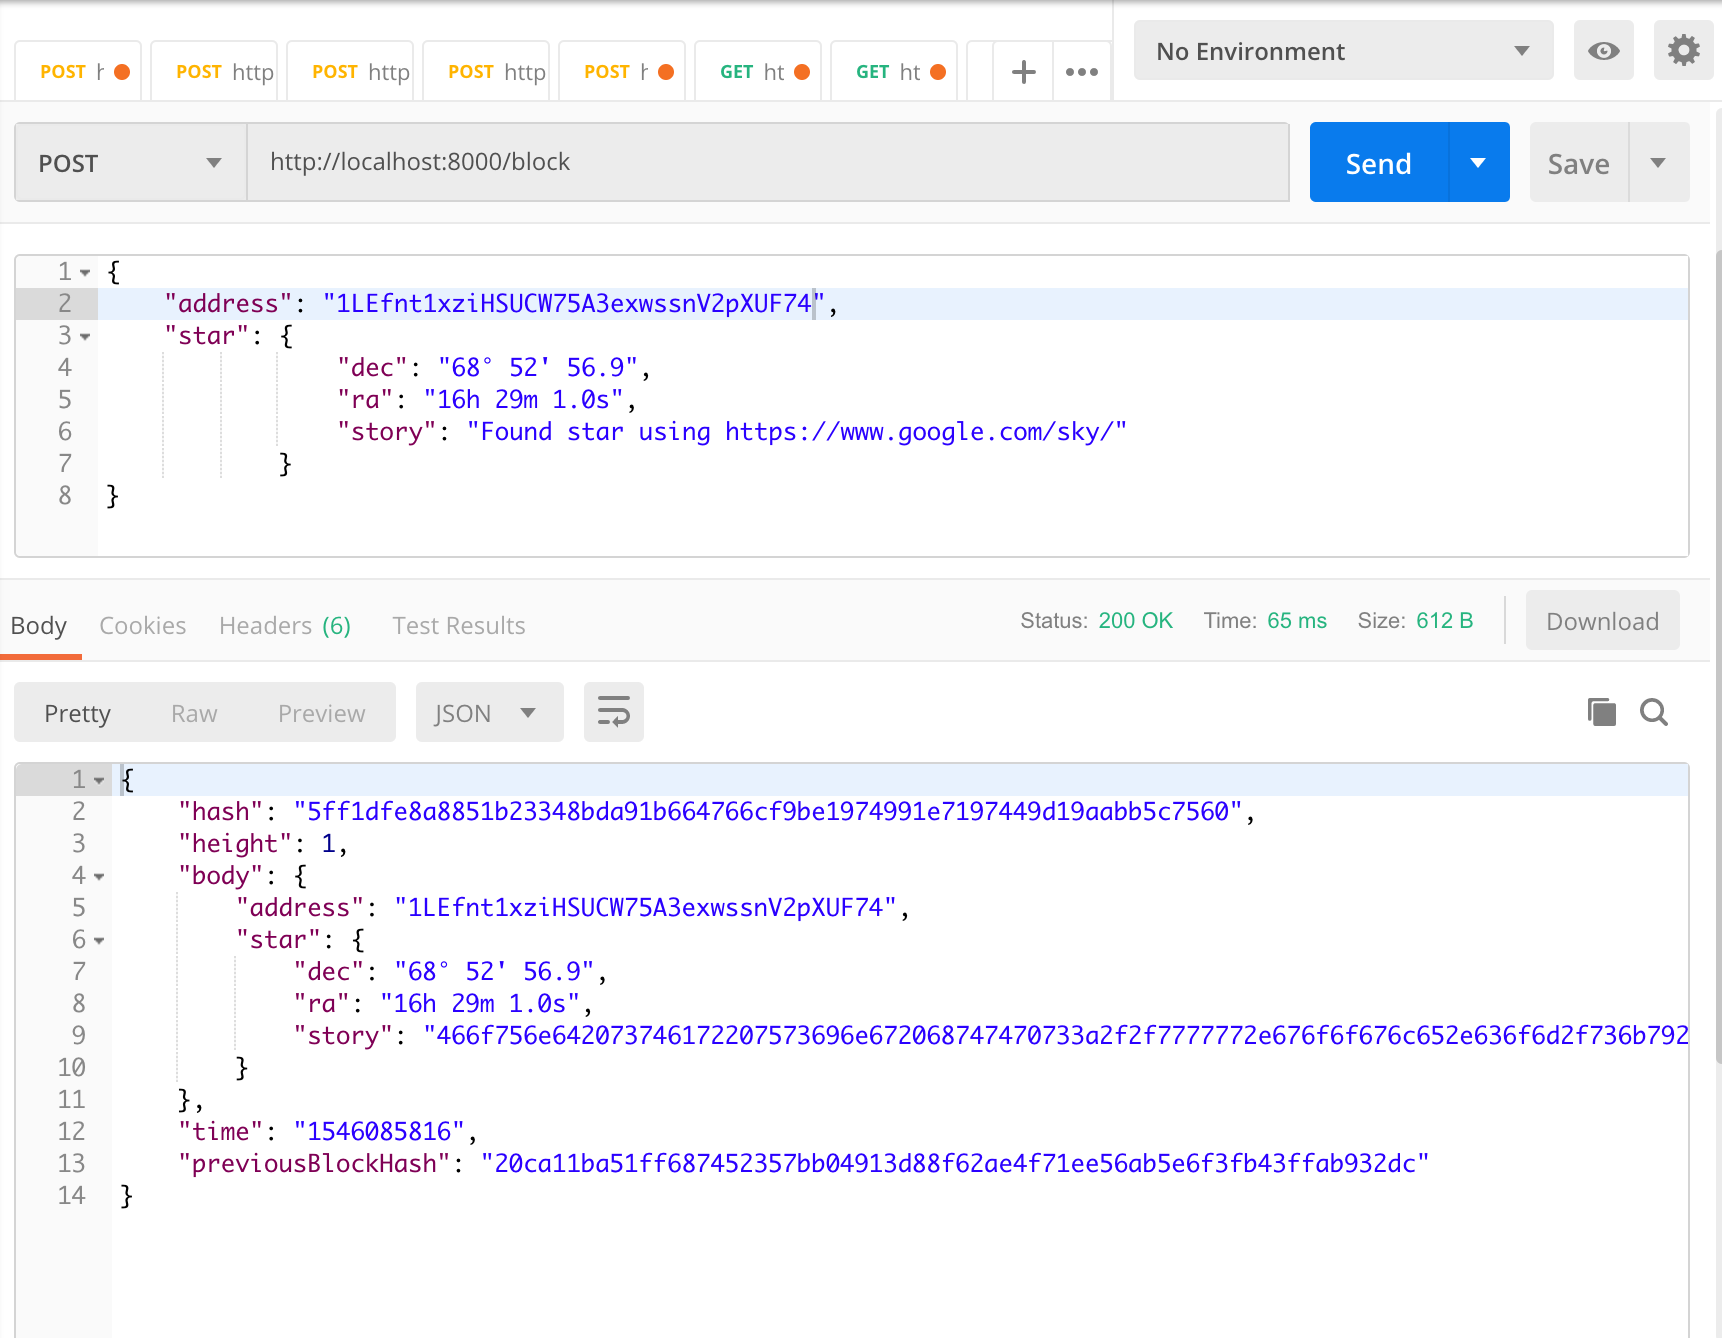 POST h POST http POST http POST http POST h GET ht GET ht + ••• No Environment
POST http://localhost:8000/block Send Save
1 {
2 "address": "1LEfnt1xziHSUCW75A3exwssnV2pXUF74",
3 "star": {
4 "dec": "68° 52' 56.9",
5 "ra": "16h 29m 1.0s",
6 "story": "Found star using https://www.google.com/sky/"
7 }
8 }
Body Cookies Headers (6) Test Results Status: 200 OK Time: 65 ms Size: 612 B Download
Pretty Raw Preview JSON
1 {
2 "hash": "5ff1dfe8a8851b23348bda91b664766cf9be1974991e7197449d19aabb5c7560",
3 "height": 1,
4 "body": {
5 "address": "1LEfnt1xziHSUCW75A3exwssnV2pXUF74",
6 "star": {
7 "dec": "68° 52' 56.9",
8 "ra": "16h 29m 1.0s",
9 "story": "466f756e642073746172207573696e672068747470733a2f2f7777772e676f6f676c652e636f6d2f736b792
10 }
11 },
12 "time": "1546085816",
13 "previousBlockHash": "20ca11ba51ff687452357bb04913d88f62ae4f71ee56ab5e6f3fb43ffab932dc"
14 }